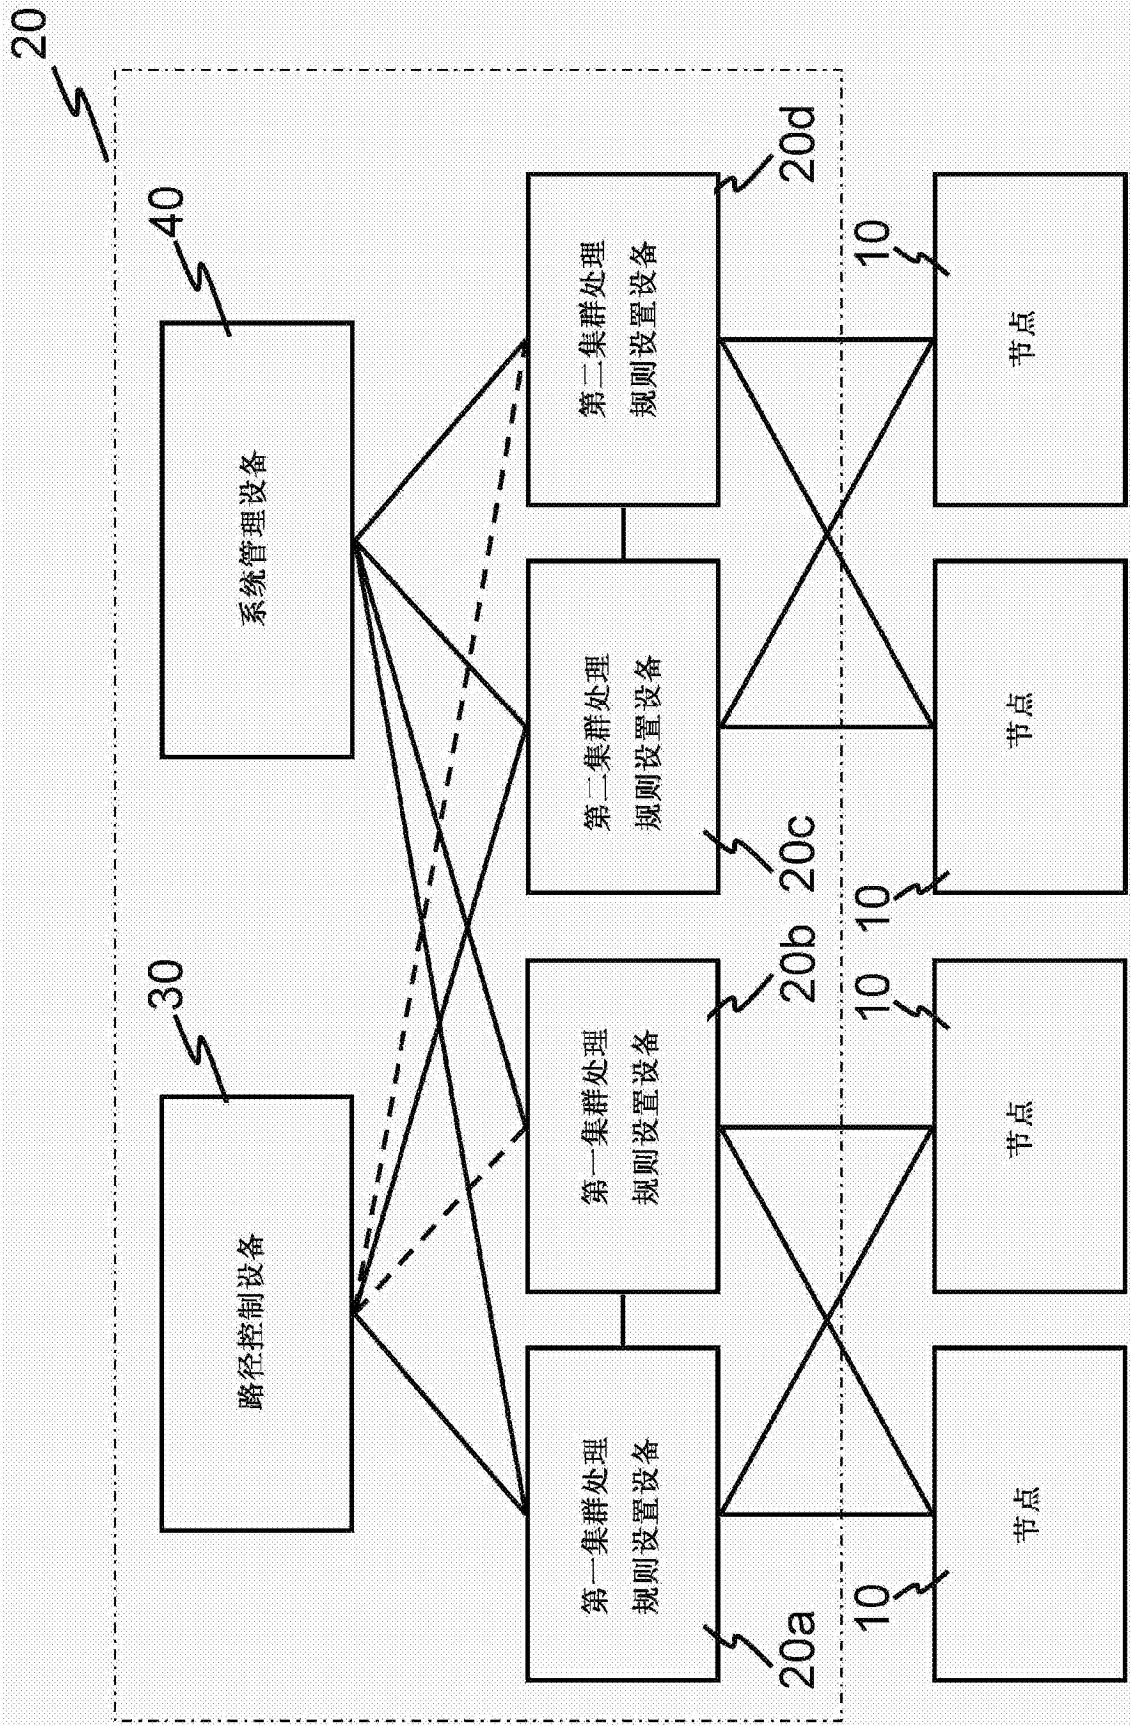 20
30
路径控制设备
40
系统管理设备
第一集群处理
规则设置设备
20a
第一集群处理
规则设置设备
20b
第二集群处理
规则设置设备
20c
第二集群处理
规则设置设备
20d
10
节点
10
节点
10
节点
10
节点